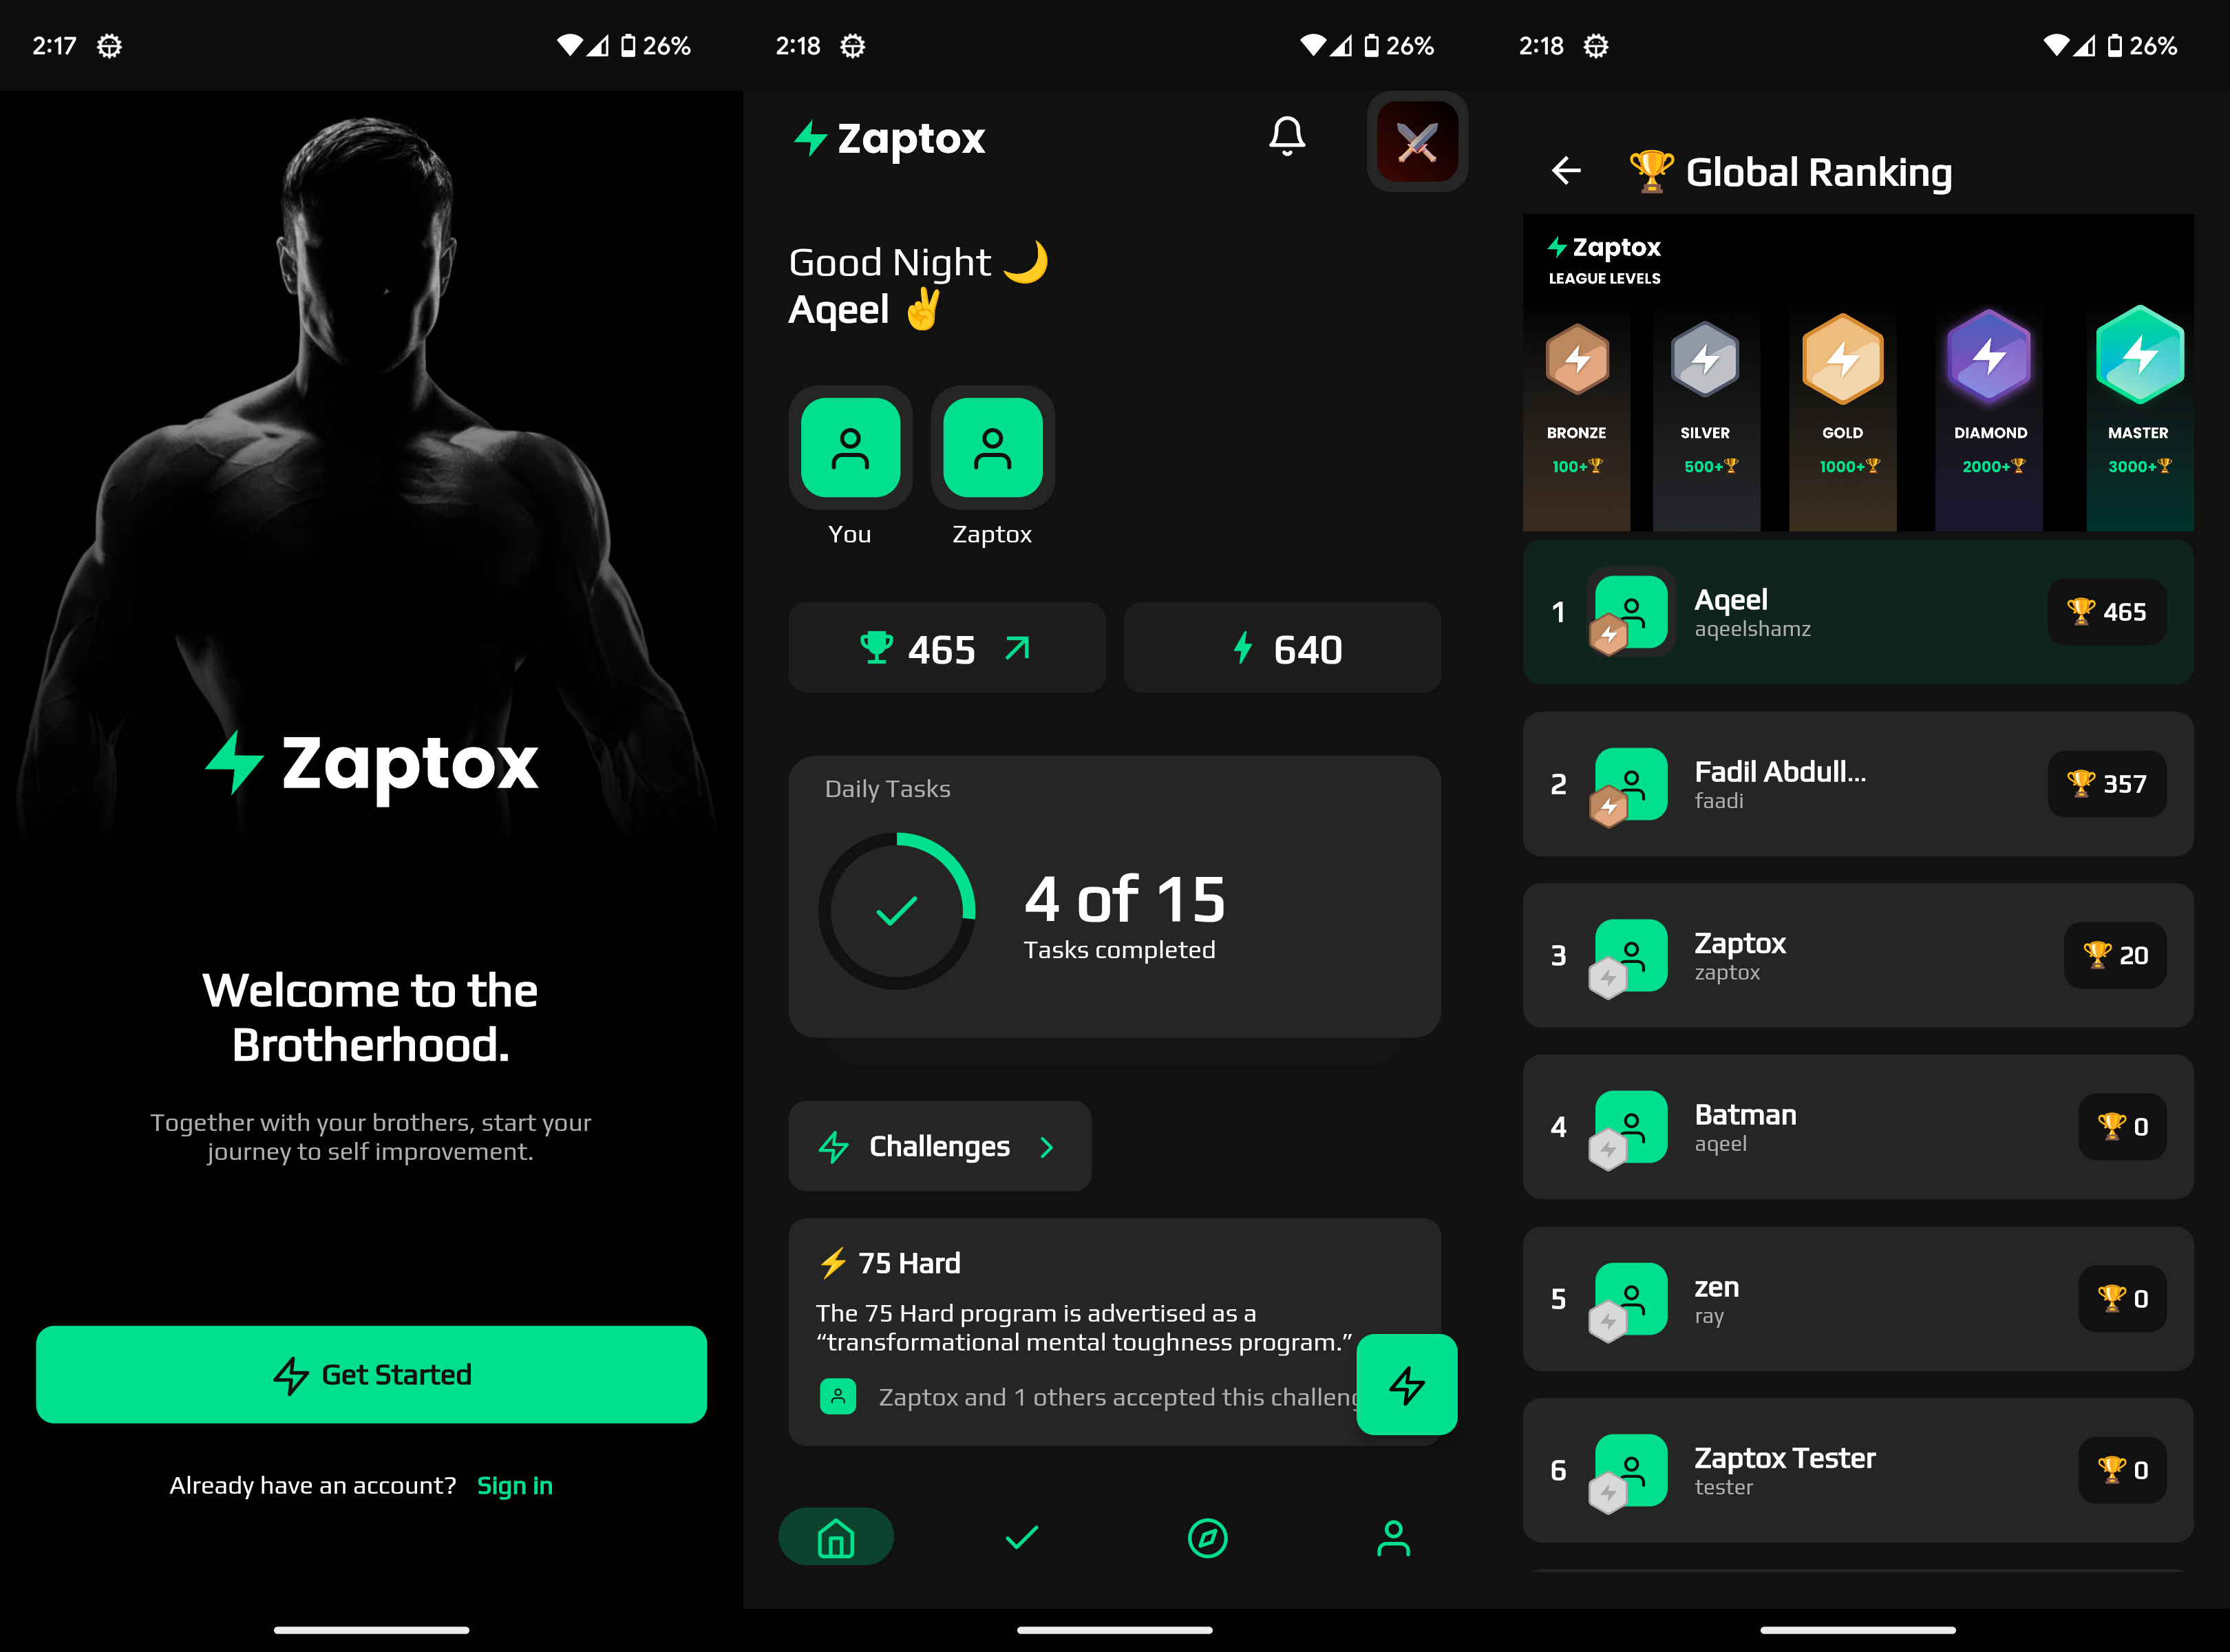 2:17
26%
Zaptox
Welcome to the
Brotherhood.
Together with your brothers, start your
journey to self improvement.
Get Started
Already have an account? Sign in
2:18
26%
Zaptox
Good Night 🌙
Aqeel ✌️
You
Zaptox
465
640
Daily Tasks
4 of 15
Tasks completed
Challenges
⚡ 75 Hard
The 75 Hard program is advertised as a
“transformational mental toughness program.”
Zaptox and 1 others accepted this challeng
2:18
26%
🏆 Global Ranking
Zaptox
LEAGUE LEVELS
BRONZE
100+🏆
SILVER
500+🏆
GOLD
1000+🏆
DIAMOND
2000+🏆
MASTER
3000+🏆
1
Aqeel
aqeelshamz
🏆 465
2
Fadil Abdull...
faadi
🏆 357
3
Zaptox
zaptox
🏆 20
4
Batman
aqeel
🏆 0
5
zen
ray
🏆 0
6
Zaptox Tester
tester
🏆 0